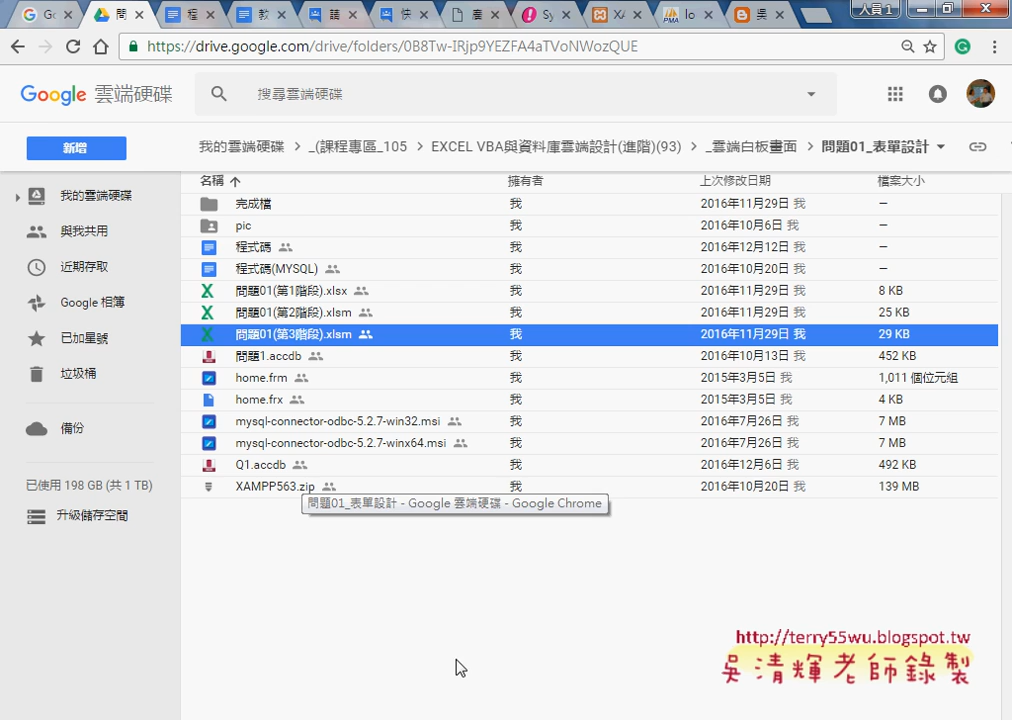 G
問
程
教
請
快
農
Sy
XA
lo
吳
人員 1
https://drive.google.com/drive/folders/0B8Tw-IRjp9YEZFA4aTVoNWozQUE
Google 雲端硬碟
搜尋雲端硬碟
新增
我的雲端硬碟 > _(課程專區_105 > EXCEL VBA與資料庫雲端設計(進階)(93) > _雲端白板畫面 > 問題01_表單設計
名稱 擁有者 上次修改日期 檔案大小
我的雲端硬碟
與我共用
近期存取
Google 相簿
已加星號
垃圾桶
備份
已使用 198 GB (共 1 TB)
升級儲存空間
完成檔 我 2016年11月29日 我 –
pic 我 2016年10月6日 我 –
程式碼 我 2016年12月12日 我 –
程式碼(MYSQL) 我 2016年10月20日 我 –
問題01(第1階段).xlsx 我 2016年11月29日 我 8 KB
問題01(第2階段).xlsm 我 2016年11月29日 我 25 KB
問題01(第3階段).xlsm 我 2016年11月29日 我 29 KB
問題1.accdb 我 2016年10月13日 我 452 KB
home.frm 我 2015年3月5日 我 1,011 個位元組
home.frx 我 2015年3月5日 我 4 KB
mysql-connector-odbc-5.2.7-win32.msi 我 2016年7月26日 我 7 MB
mysql-connector-odbc-5.2.7-winx64.msi 我 2016年7月26日 我 7 MB
Q1.accdb 我 2016年12月6日 我 492 KB
XAMPP563.zip 我 2016年10月20日 我 139 MB
問題01_表單設計 - Google 雲端硬碟 - Google Chrome
http://terry55wu.blogspot.tw
吳清輝老師錄製